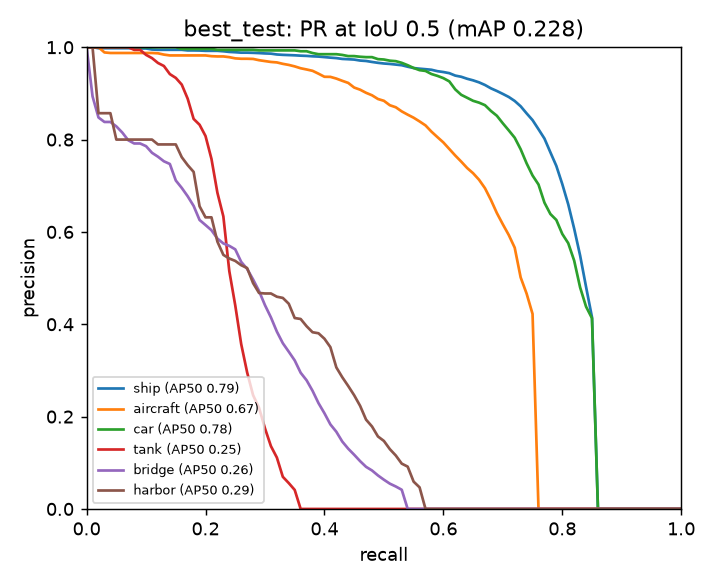 best_test: PR at IoU 0.5 (mAP 0.228)
precision
1.0
0.8
0.6
0.4
0.2
0.0
ship (AP50 0.79)
aircraft (AP50 0.67)
car (AP50 0.78)
tank (AP50 0.25)
bridge (AP50 0.26)
harbor (AP50 0.29)
0.0 0.2 0.4 0.6 0.8 1.0
recall